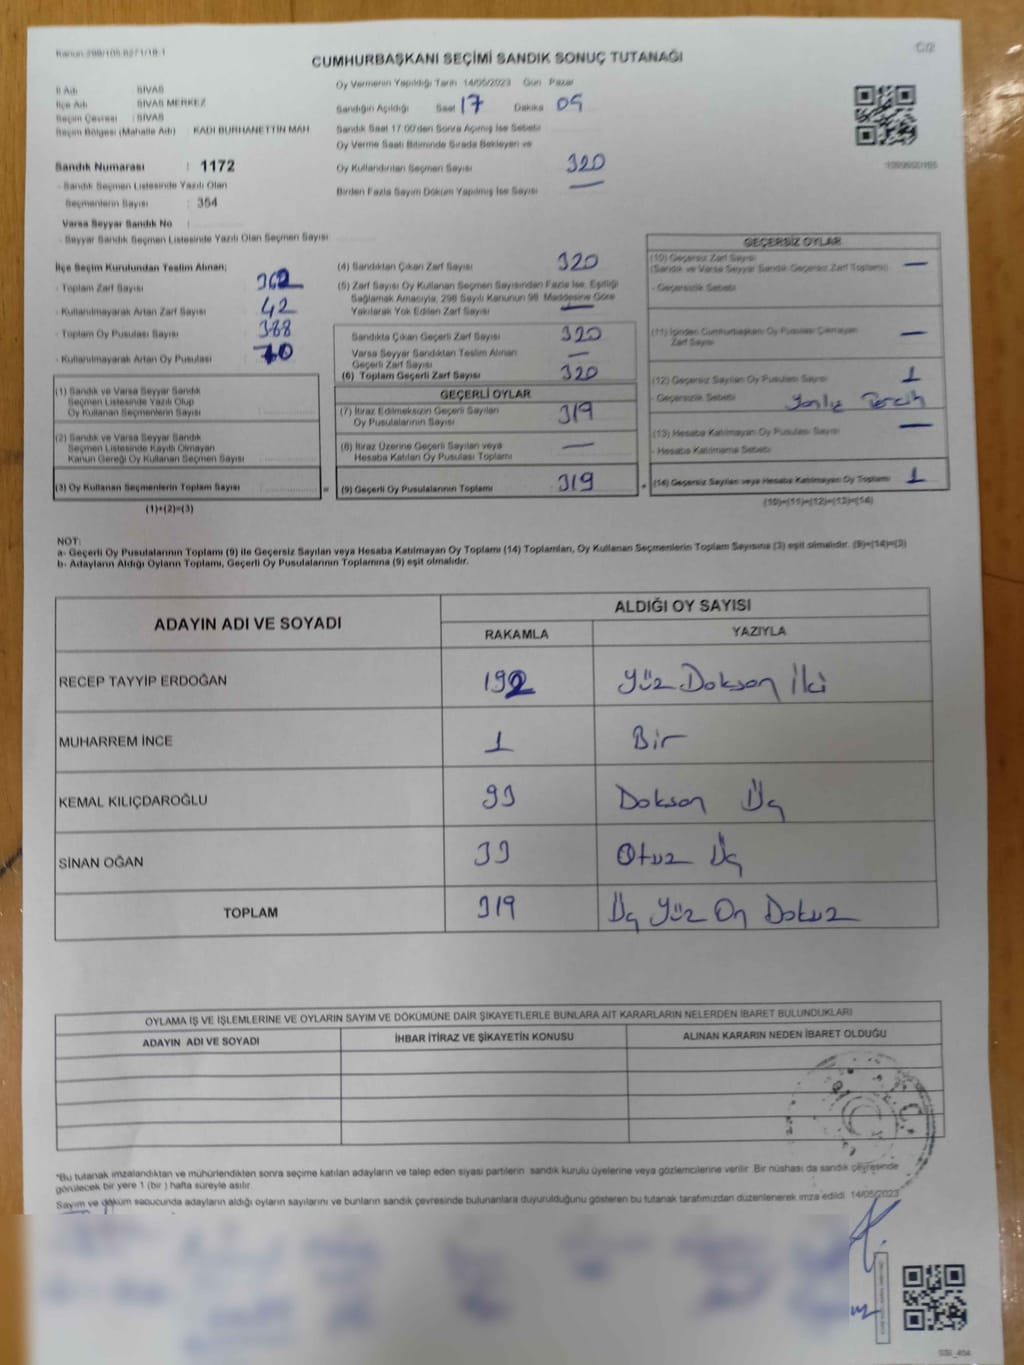 Kanun 298/105 8271/18-1
C/2
CUMHURBAŞKANI SEÇİMİ SANDIK SONUÇ TUTANAĞI
İl Adı : SİVAS
İlçe Adı : SİVAS MERKEZ
Seçim Çevresi : SİVAS
Seçim Bölgesi (Mahalle Adı) : KADI BURHANETTİN MAH
Sandık Numarası : 1172
- Sandık Seçmen Listesinde Yazılı Olan
Seçmenlerin Sayısı : 354
Varsa Seyyar Sandık No :
- Seyyar Sandık Seçmen Listesinde Yazılı Olan Seçmen Sayısı
Oy Vermenin Yapıldığı Tarih 14/05/2023 Gün Pazar
Sandığın Açıldığı Saat 17 Dakika 09
Sandık Saat 17:00'den Sonra Açılmış İse Sebebi
Oy Verme Saati Bitiminde Sırada Bekleyen ve
Oy Kullandırılan Seçmen Sayısı 320
Birden Fazla Sayım Döküm Yapılmış İse Sayısı —
İlçe Seçim Kurulundan Teslim Alınan;
- Toplam Zarf Sayısı 362
- Kullanılmayarak Artan Zarf Sayısı 42
- Toplam Oy Pusulası Sayısı 388
- Kullanılmayarak Artan Oy Pusulası
(1) Sandık ve Varsa Seyyar Sandık
Seçmen Listesinde Yazılı Olup
Oy Kullanan Seçmenlerin Sayısı
(2) Sandık ve Varsa Seyyar Sandık
Seçmen Listesinde Kayıtlı Olmayan
Kanun Gereği Oy Kullanan Seçmen Sayısı
(3) Oy Kullanan Seçmenlerin Toplam Sayısı
(1)+(2)=(3)
(4) Sandıktan Çıkan Zarf Sayısı 320
(5) Zarf Sayısı Oy Kullanan Seçmen Sayısından Fazla İse, Eşitliği
Sağlamak Amacıyla, 298 Sayılı Kanunun 98. Maddesine Göre
Yakılarak Yok Edilen Zarf Sayısı —
Sandıkta Çıkan Geçerli Zarf Sayısı 320
Varsa Seyyar Sandıktan Teslim Alınan
Geçerli Zarf Sayısı —
(6) Toplam Geçerli Zarf Sayısı 320
GEÇERLİ OYLAR
(7) İtiraz Edilmeksizin Geçerli Sayılan
Oy Pusulalarının Sayısı 319
(8) İtiraz Üzerine Geçerli Sayılan veya
Hesaba Katılan Oy Pusulası Toplamı —
= (9) Geçerli Oy Pusulalarının Toplamı 319
GEÇERSİZ OYLAR
(10) Geçersiz Zarf Sayısı
(Sandık ve Varsa Seyyar Sandık Geçersiz Zarf Toplamı) —
- Geçersizlik Sebebi
(11) İçinden Cumhurbaşkanı Oy Pusulası Çıkmayan
Zarf Sayısı —
(12) Geçersiz Sayılan Oy Pusulası Sayısı 1
- Geçersizlik Sebebi Yanlış Tercih
(13) Hesaba Katılmayan Oy Pusulası Sayısı —
- Hesaba Katılmama Sebebi
+ (14) Geçersiz Sayılan veya Hesaba Katılmayan Oy Toplamı 1
(10)+(11)+(12)+(13)=(14)
NOT:
a- Geçerli Oy Pusulalarının Toplamı (9) ile Geçersiz Sayılan veya Hesaba Katılmayan Oy Toplamı (14) Toplamları, Oy Kullanan Seçmenlerin Toplam Sayısına (3) eşit olmalıdır. (9)+(14)=(3)
b- Adayların Aldığı Oyların Toplamı, Geçerli Oy Pusulalarının Toplamına (9) eşit olmalıdır.
ADAYIN ADI VE SOYADI
ALDIĞI OY SAYISI
RAKAMLA YAZIYLA
RECEP TAYYİP ERDOĞAN 192 Yüz Doksan İki
MUHARREM İNCE 1 Bir
KEMAL KILIÇDAROĞLU 93 Doksan Üç
SİNAN OĞAN 33 Otuz Üç
TOPLAM 319 Üç Yüz On Dokuz
OYLAMA İŞ VE İŞLEMLERİNE VE OYLARIN SAYIM VE DÖKÜMÜNE DAİR ŞİKAYETLERLE BUNLARA AİT KARARLARIN NELERDEN İBARET BULUNDUKLARI
ADAYIN ADI VE SOYADI İHBAR İTİRAZ VE ŞİKAYETİN KONUSU ALINAN KARARIN NEDEN İBARET OLDUĞU
T.C.
*Bu tutanak imzalandıktan ve mühürlendikten sonra seçime katılan adayların ve talep eden siyasi partilerin sandık kurulu üyelerine veya gözlemcilerine verilir. Bir nüshası da sandık çevresinde
görülecek bir yere 1 (bir ) hafta süreyle asılır.
Sayım ve döküm sonucunda adayların aldığı oyların sayılarını ve bunların sandık çevresinde bulunanlara duyurulduğunu gösteren bu tutanak tarafımızdan düzenlenerek imza edildi. 14/05/2023